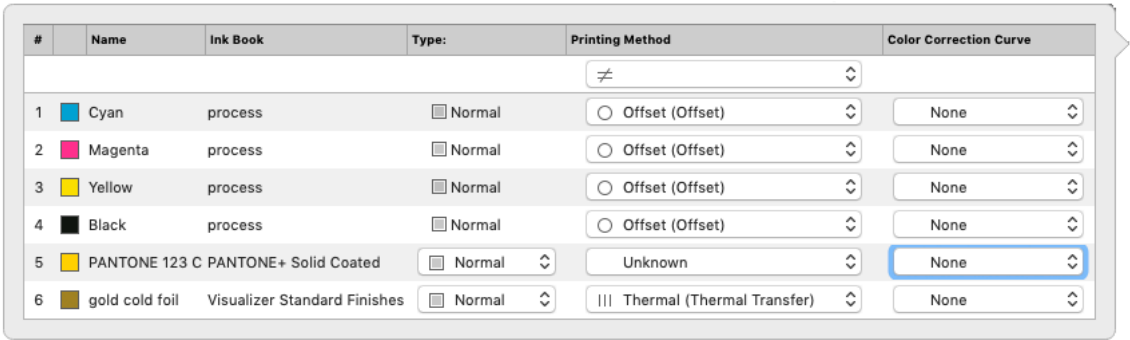 # Name Ink Book Type: Printing Method Color Correction Curve
≠
1 Cyan process Normal Offset (Offset) None
2 Magenta process Normal Offset (Offset) None
3 Yellow process Normal Offset (Offset) None
4 Black process Normal Offset (Offset) None
5 PANTONE 123 C PANTONE+ Solid Coated Normal Unknown None
6 gold cold foil Visualizer Standard Finishes Normal Thermal (Thermal Transfer) None